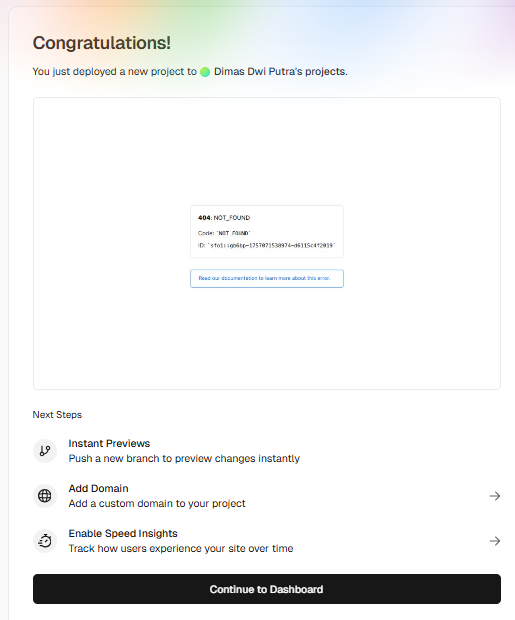 Congratulations!
You just deployed a new project to Dimas Dwi Putra's projects.
404: NOT_FOUND
Code: `NOT_FOUND`
ID: `sfo1::gb6bp-1757071538974-d6115c4f2019`
Read our documentation to learn more about this error.
Next Steps
Instant Previews
Push a new branch to preview changes instantly
Add Domain
Add a custom domain to your project
Enable Speed Insights
Track how users experience your site over time
Continue to Dashboard